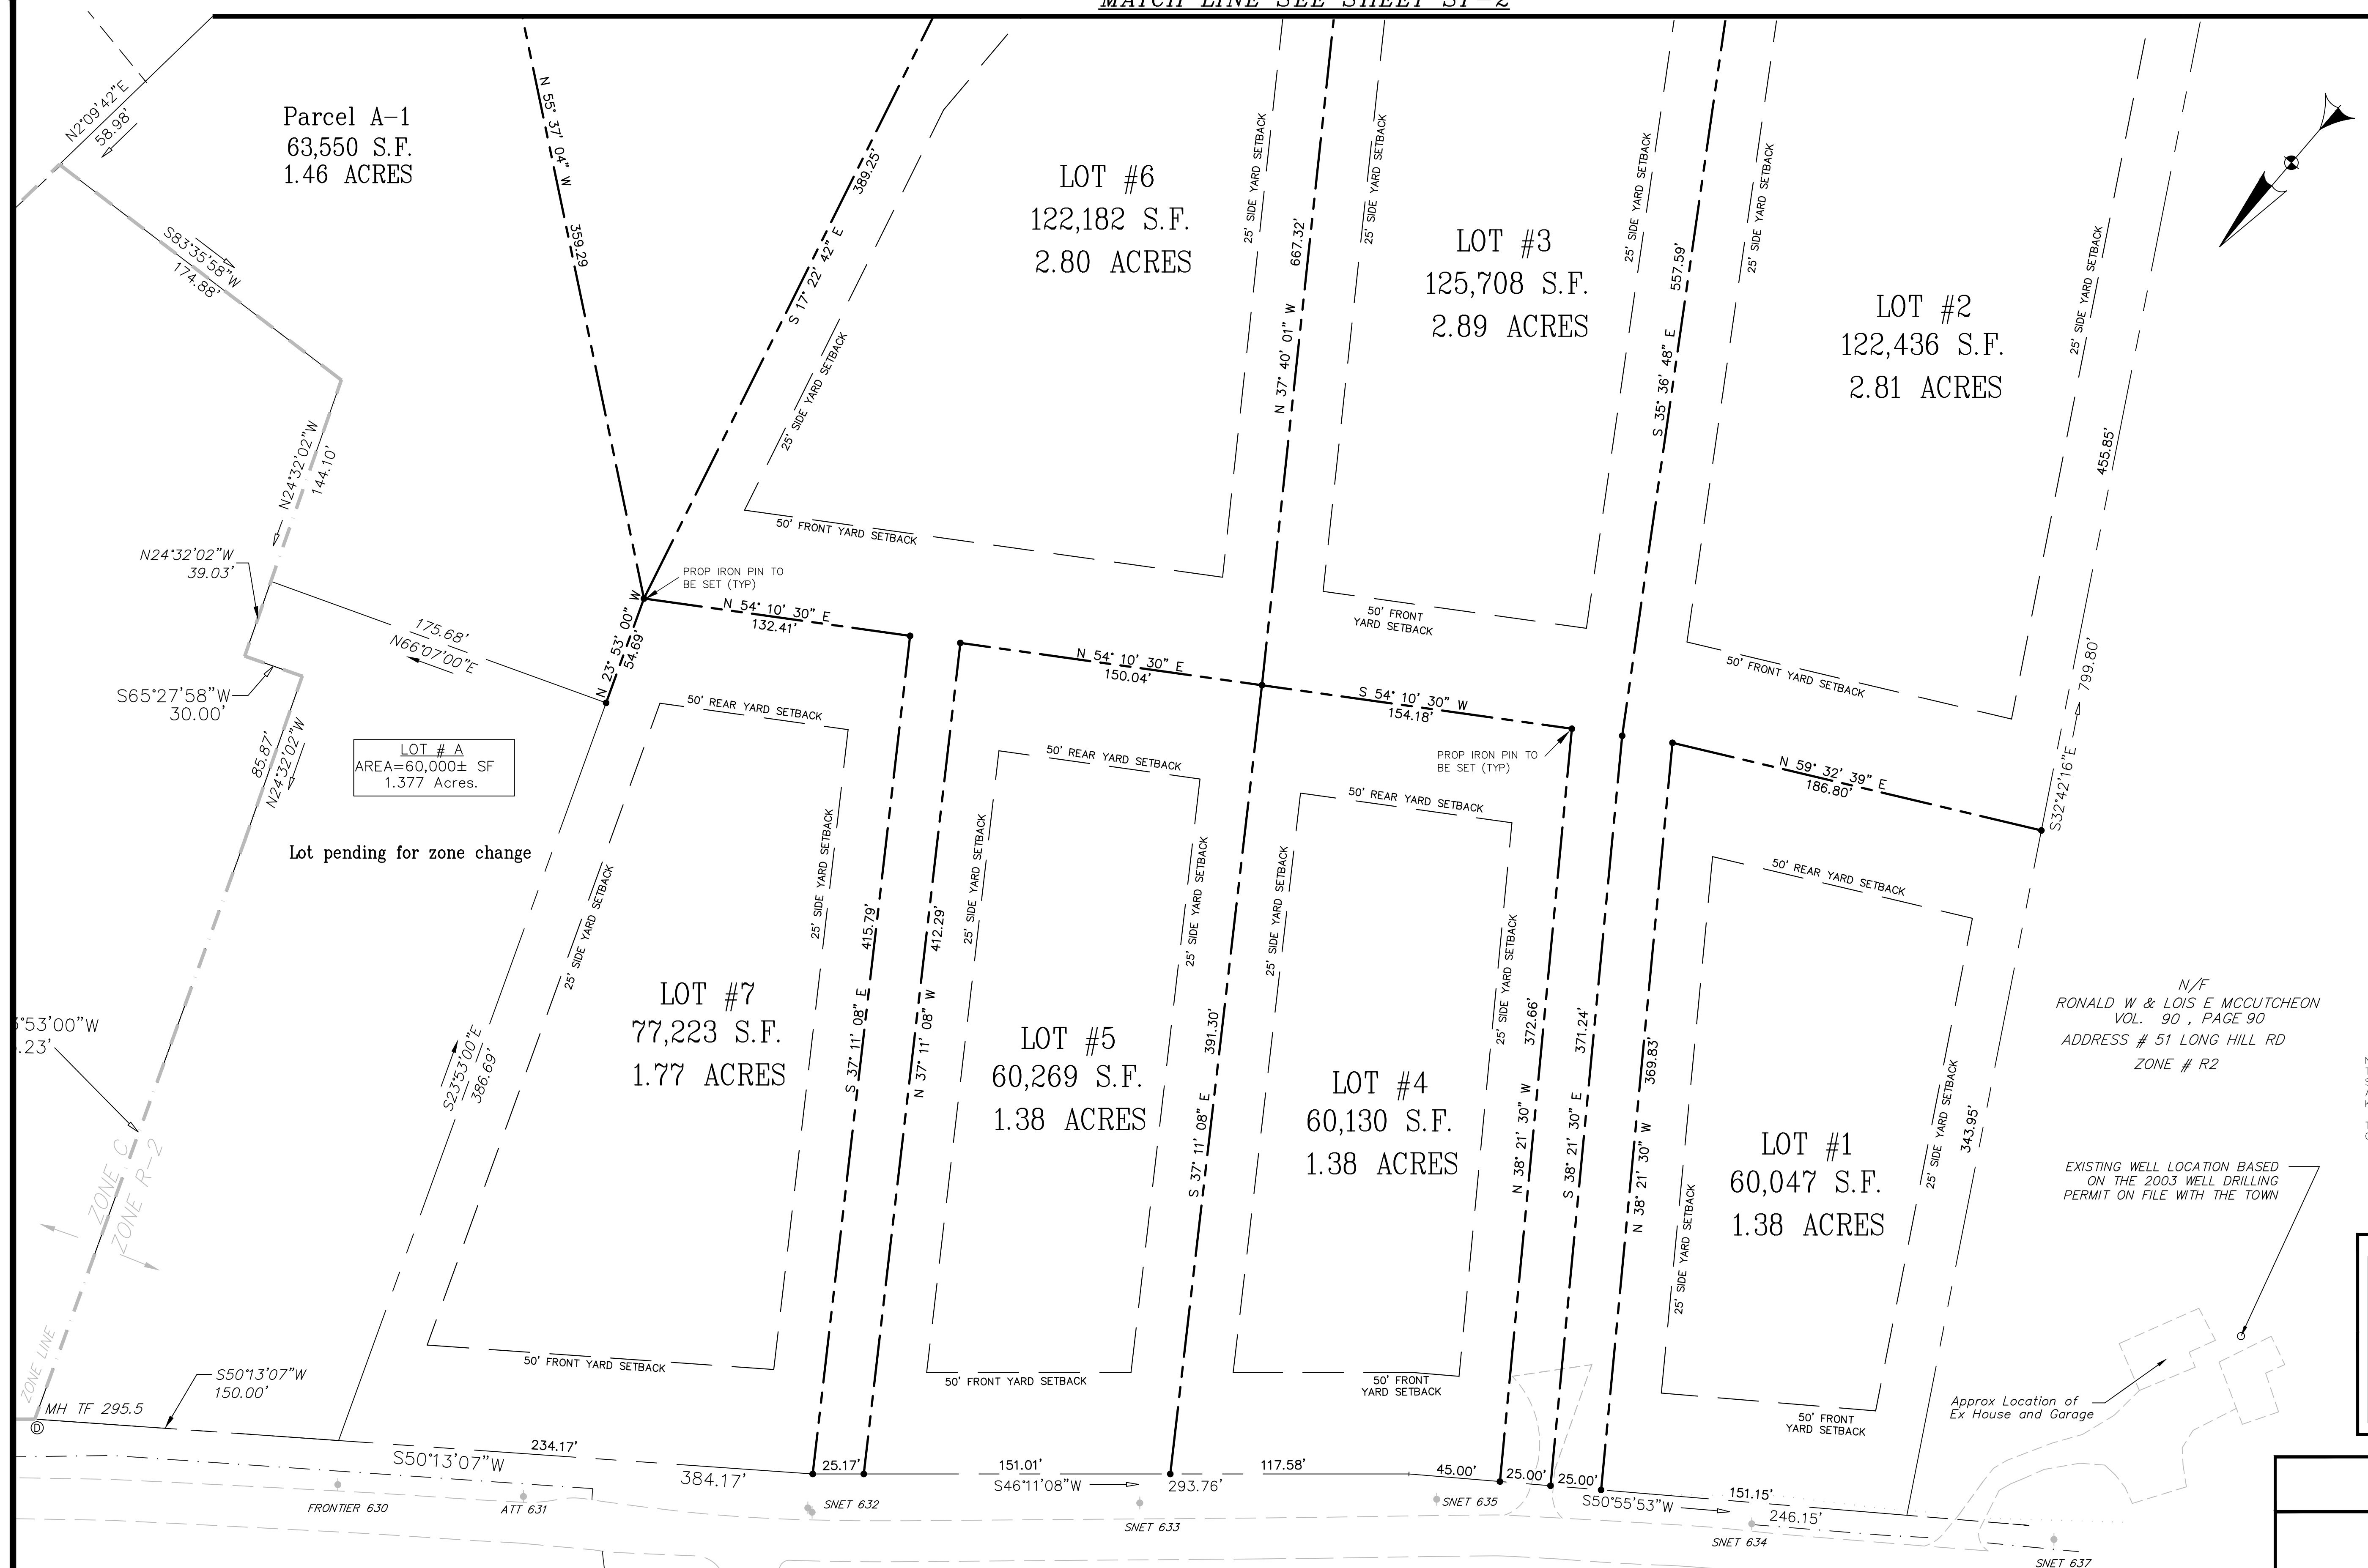 MATCH LINE SEE SHEET SP-2
N2°09'42"E
58.98'
Parcel A-1
63,550 S.F.
1.46 ACRES
S83°35'58"W
174.88'
N 55° 37' 04" W
359.29
S 17° 22' 42" E
389.25'
25' SIDE YARD SETBACK
LOT #6
122,182 S.F.
2.80 ACRES
25' SIDE YARD SETBACK
50' FRONT YARD SETBACK
N 37° 40' 01" W
667.32'
25' SIDE YARD SETBACK
LOT #3
125,708 S.F.
2.89 ACRES
25' SIDE YARD SETBACK
50' FRONT
YARD SETBACK
S 35° 36' 48" E
557.59'
25' SIDE YARD SETBACK
LOT #2
122,436 S.F.
2.81 ACRES
25' SIDE YARD SETBACK
50' FRONT YARD SETBACK
455.85'
S32°42'16"E
799.80'
N24°32'02"W
144.10'
N24°32'02"W
39.03'
S65°27'58"W
30.00'
175.68'
N66°07'00"E
85.87'
N24°32'02"W
LOT # A
AREA=60,000± SF
1.377 Acres.
Lot pending for zone change
PROP IRON PIN TO
BE SET (TYP)
N 23° 53' 00" W
54.69'
N 54° 10' 30" E
132.41'
N 54° 10' 30" E
150.04'
S 54° 10' 30" W
154.18'
PROP IRON PIN TO
BE SET (TYP)
N 59° 32' 39" E
186.80'
50' REAR YARD SETBACK
25' SIDE YARD SETBACK
25' SIDE YARD SETBACK
LOT #7
77,223 S.F.
1.77 ACRES
50' FRONT YARD SETBACK
S23°53'00"E
386.69'
S 37° 11' 08" E
415.79'
N 37° 11' 08" W
412.29'
50' REAR YARD SETBACK
25' SIDE YARD SETBACK
25' SIDE YARD SETBACK
LOT #5
60,269 S.F.
1.38 ACRES
50' FRONT YARD SETBACK
S 37° 11' 08" E
391.30'
50' REAR YARD SETBACK
25' SIDE YARD SETBACK
25' SIDE YARD SETBACK
LOT #4
60,130 S.F.
1.38 ACRES
50' FRONT
YARD SETBACK
N 38° 21' 30" W
372.66'
S 38° 21' 30" E
371.24'
N 38° 21' 30" W
369.83'
50' REAR YARD SETBACK
25' SIDE YARD SETBACK
25' SIDE YARD SETBACK
LOT #1
60,047 S.F.
1.38 ACRES
50' FRONT
YARD SETBACK
343.95'
N/F
RONALD W & LOIS E MCCUTCHEON
VOL. 90 , PAGE 90
ADDRESS # 51 LONG HILL RD
ZONE # R2
EXISTING WELL LOCATION BASED
ON THE 2003 WELL DRILLING
PERMIT ON FILE WITH THE TOWN
Approx Location of
Ex House and Garage
°53'00"W
.23'
ZONE C
ZONE R-2
ZONE LINE
MH TF 295.5
D
S50°13'07"W
150.00'
234.17'
S50°13'07"W
384.17'
25.17'
151.01'
S46°11'08"W
293.76'
117.58'
45.00'
25.00'
25.00'
S50°55'53"W
151.15'
246.15'
FRONTIER 630
ATT 631
SNET 632
SNET 633
SNET 635
SNET 634
SNET 637